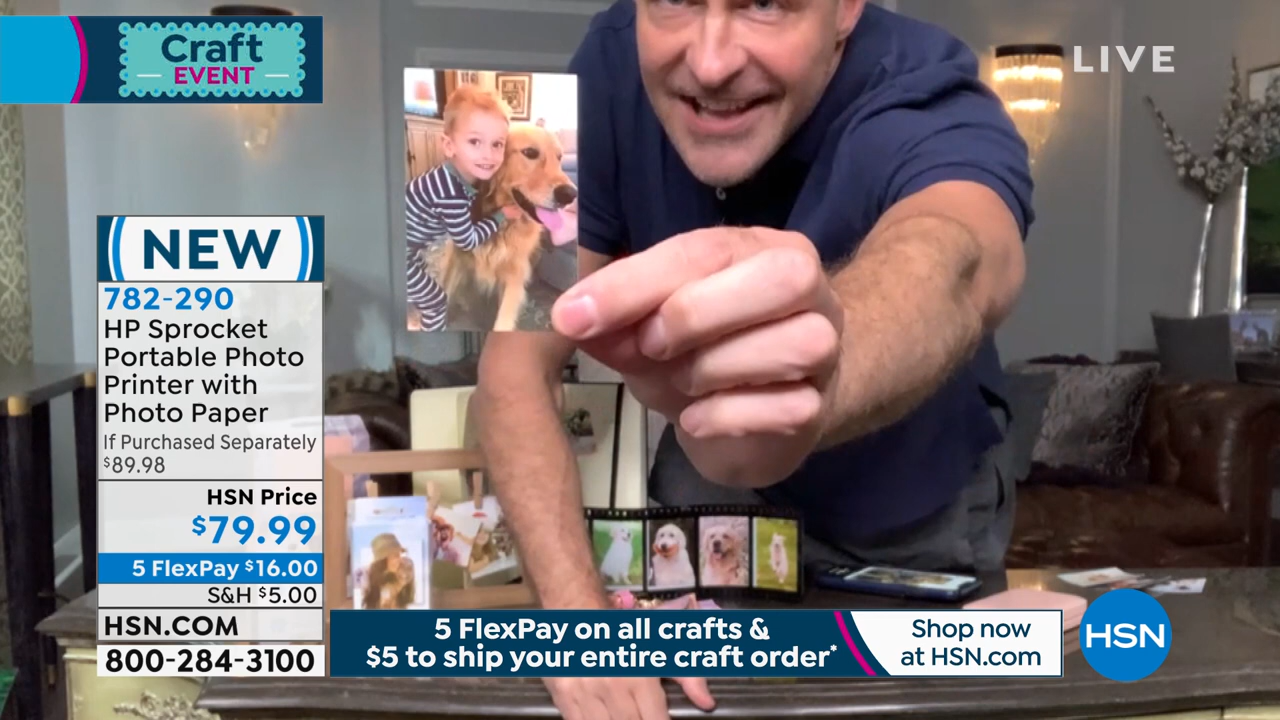 Craft
EVENT
LIVE
NEW
782-290
HP Sprocket
Portable Photo
Printer with
Photo Paper
If Purchased Separately
$89.98
HSN Price
$79.99
5 FlexPay $16.00
S&H $5.00
HSN.COM
800-284-3100
5 FlexPay on all crafts &
$5 to ship your entire craft order*
Shop now
at HSN.com
HSN